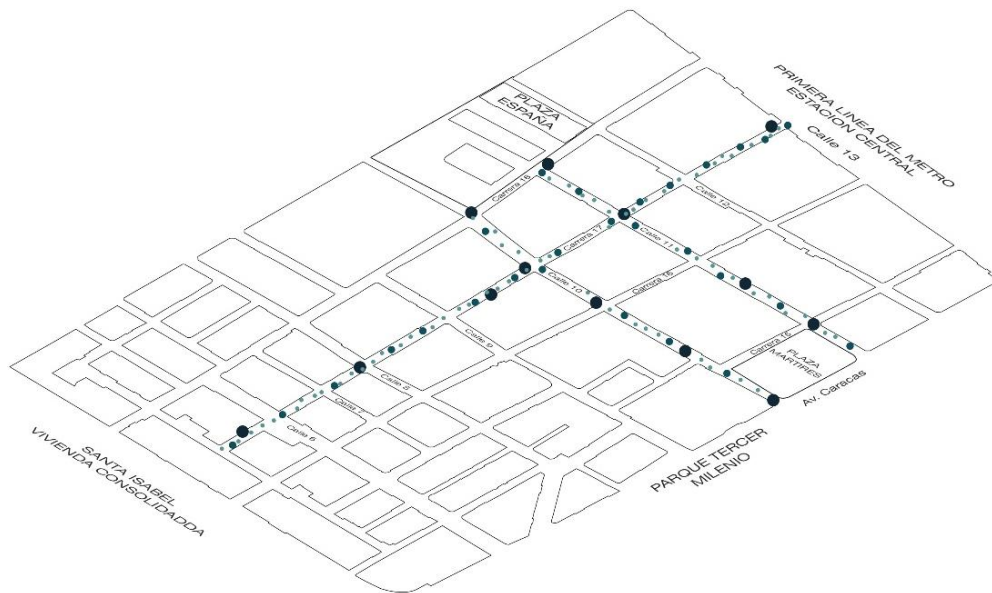 PRIMERA LINEA DEL METRO
ESTACION CENTRAL
Calle 13
PLAZA
ESPAÑA
Carrera 18
Calle 12
Carrera 17
Calle 11
Calle 10
Carrera 16
Calle 9
Carrera 15
PLAZA
MARTIRES
Av. Caracas
Calle 8
Calle 7
Calle 6
PARQUE TERCER
MILENIO
SANTA ISABEL
VIVIENDA CONSOLIDADDA